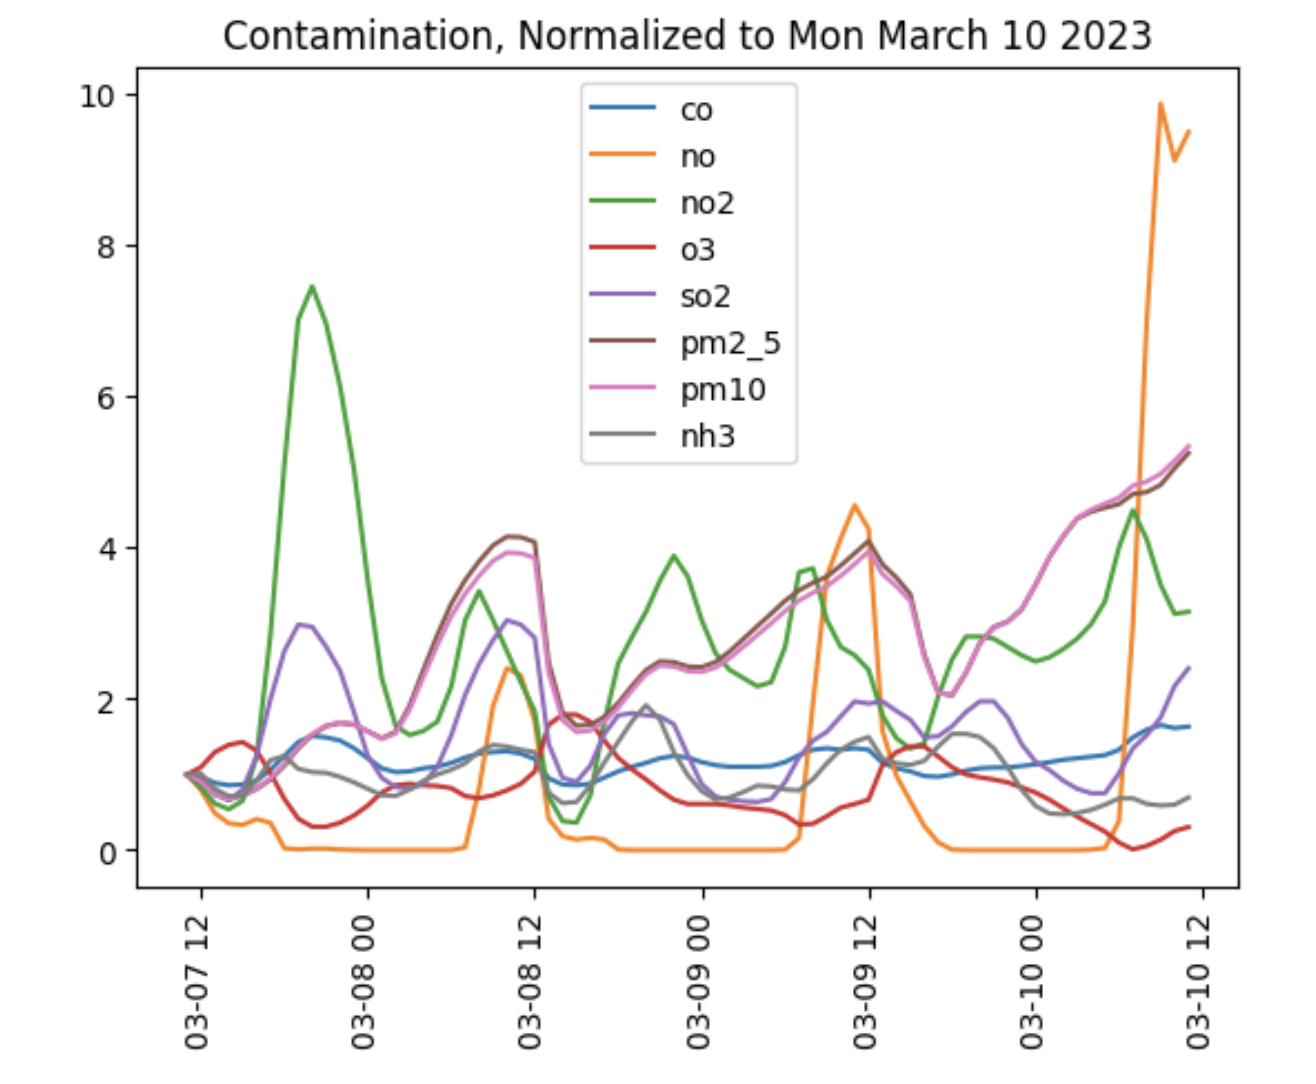 Contamination, Normalized to Mon March 10 2023
10
8
6
4
2
0
co
no
no2
o3
so2
pm2_5
pm10
nh3
03-07 12
03-08 00
03-08 12
03-09 00
03-09 12
03-10 00
03-10 12